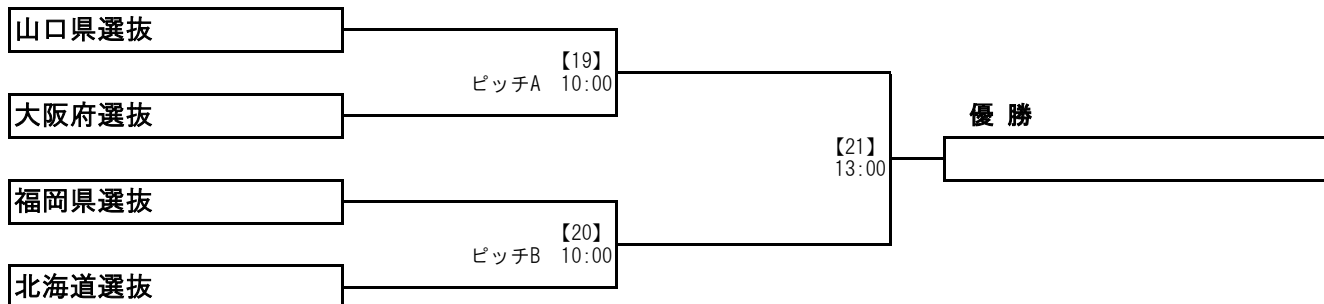 山口県選抜
【19】
ピッチA 10:00
大阪府選抜
優 勝
【21】
13:00
福岡県選抜
【20】
ピッチB 10:00
北海道選抜